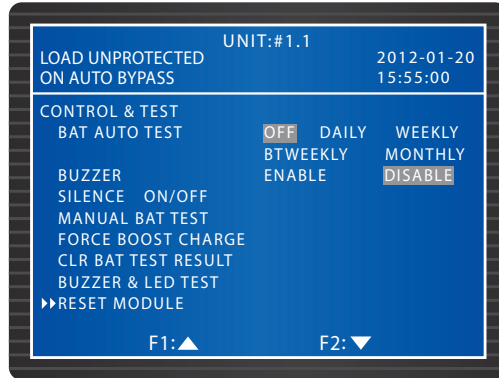 UNIT:#1.1
LOAD UNPROTECTED 2012-01-20
ON AUTO BYPASS 15:55:00
CONTROL & TEST
BAT AUTO TEST OFF DAILY WEEKLY
BTWEEKLY MONTHLY
BUZZER ENABLE DISABLE
SILENCE ON/OFF
MANUAL BAT TEST
FORCE BOOST CHARGE
CLR BAT TEST RESULT
BUZZER & LED TEST
RESET MODULE
F1: F2: